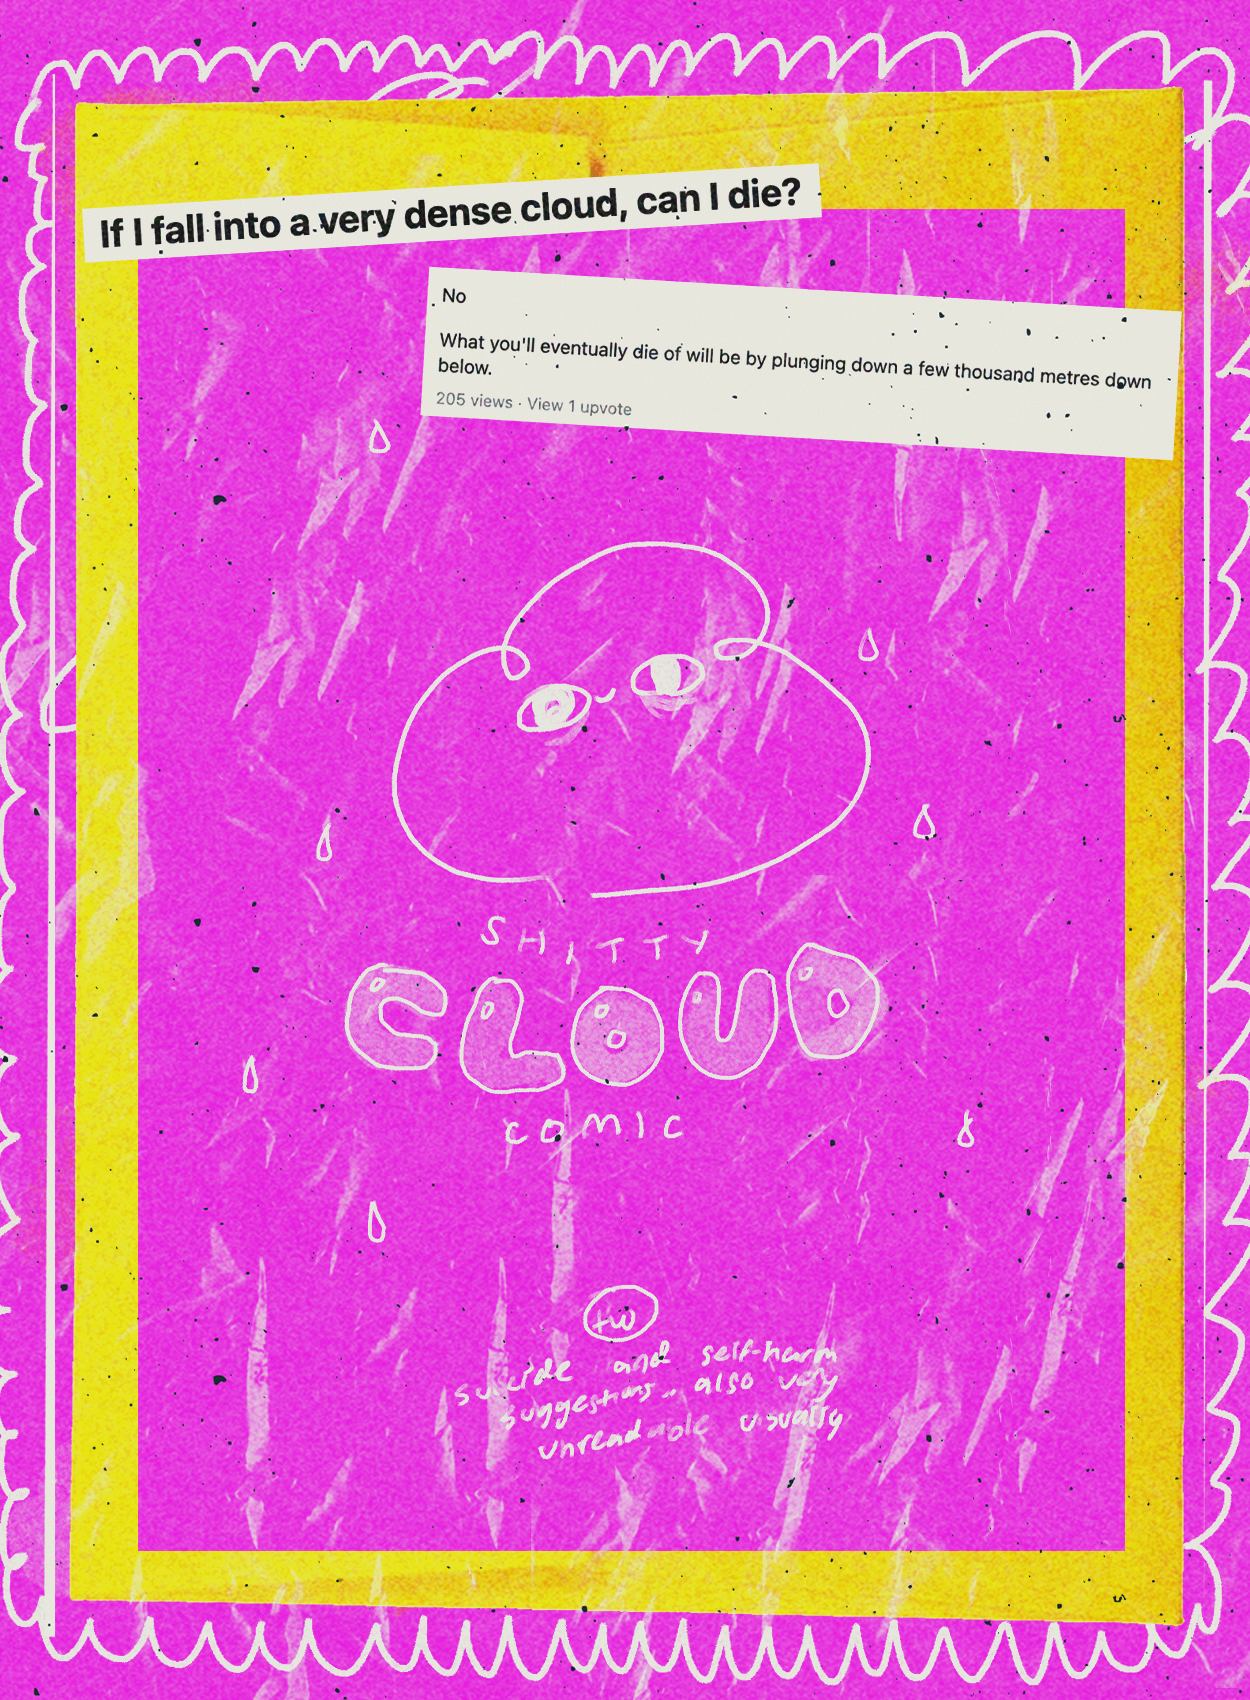 If I fall into a very dense cloud, can I die?
No
What you'll eventually die of will be by plunging down a few thousand metres down
below.
205 views · View 1 upvote
SHITTY
CLOUD
COMIC
tw
suicide and self-harm
suggestions.. also very
unreadable visually